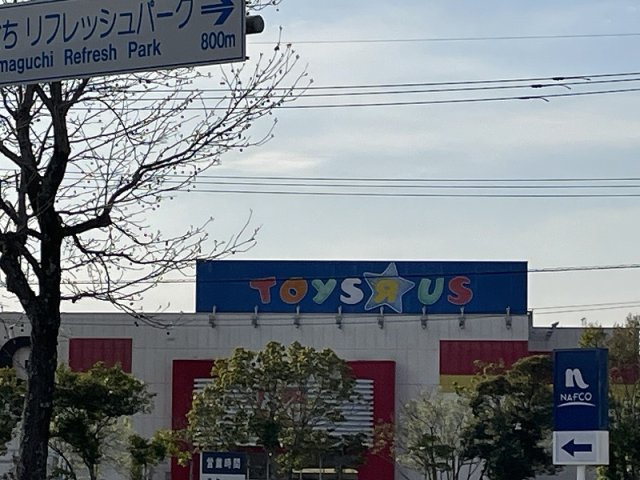 ち リフレッシュパーク
maguchi Refresh Park
800m
TOYSRUS
NAFCO
営業時間